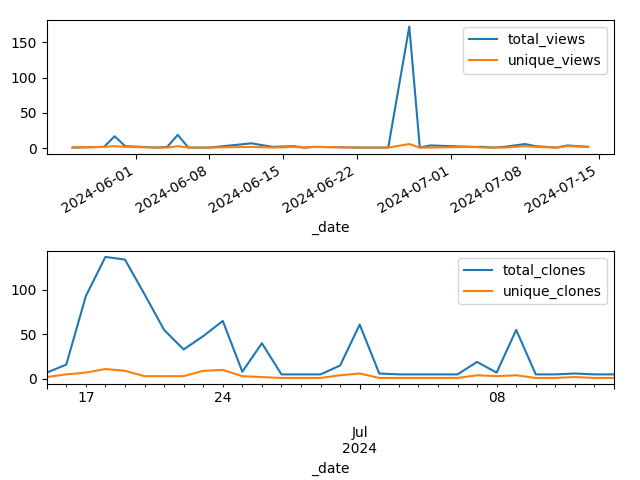 150
100
50
0
total_views
unique_views
2024-06-01
2024-06-08
2024-06-15
2024-06-22
2024-07-01
2024-07-08
2024-07-15
_date
100
50
0
total_clones
unique_clones
17
24
08
Jul
2024
_date